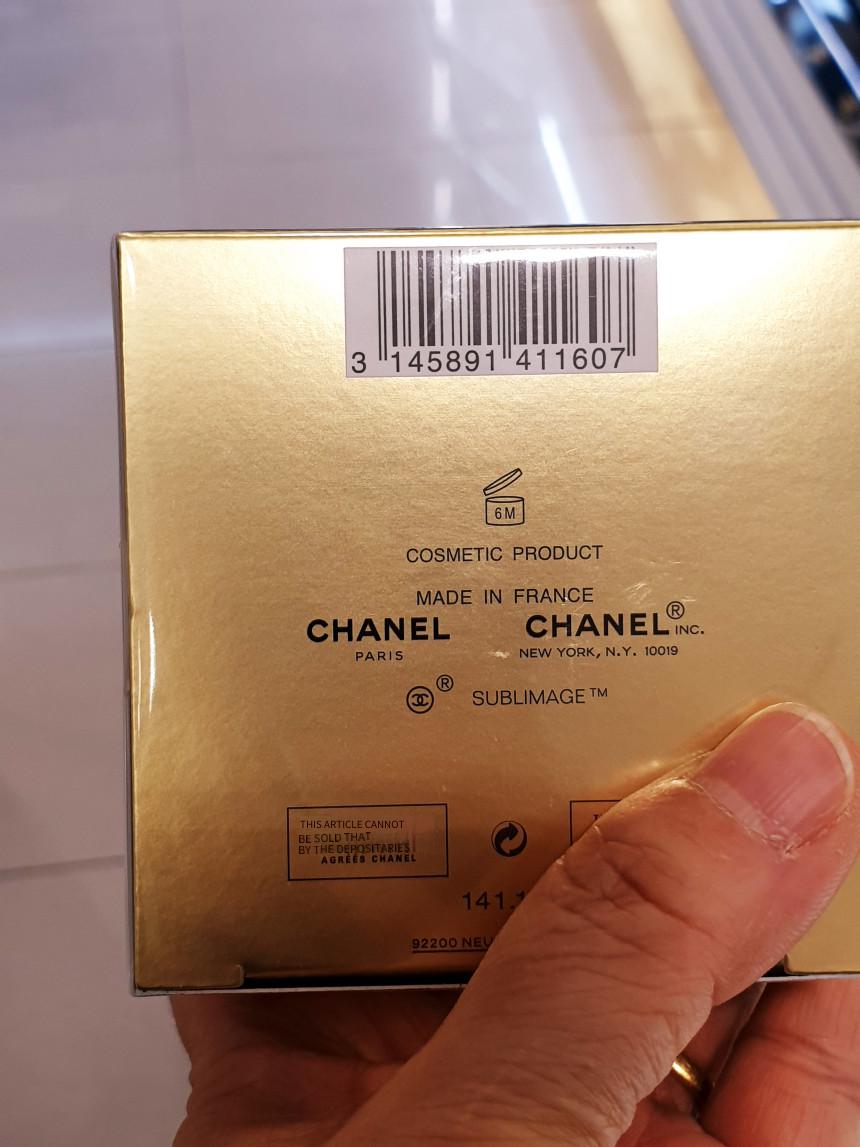 3 145891 411607
6M
COSMETIC PRODUCT
MADE IN FRANCE
CHANEL CHANEL® INC.
PARIS NEW YORK, N.Y. 10019
® SUBLIMAGE™
THIS ARTICLE CANNOT
BE SOLD THAT
BY THE DEPOSITARIES
AGRÉÉS CHANEL
141.
92200 NEU